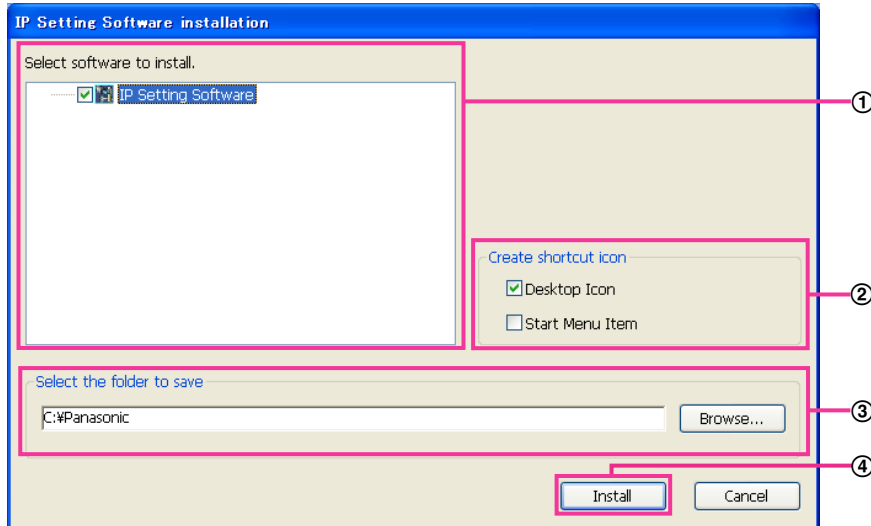 IP Setting Software installation
Select software to install.
IP Setting Software
①
Create shortcut icon
Desktop Icon
②
Start Menu Item
Select the folder to save
C:¥Panasonic
Browse...
③
④
Install
Cancel